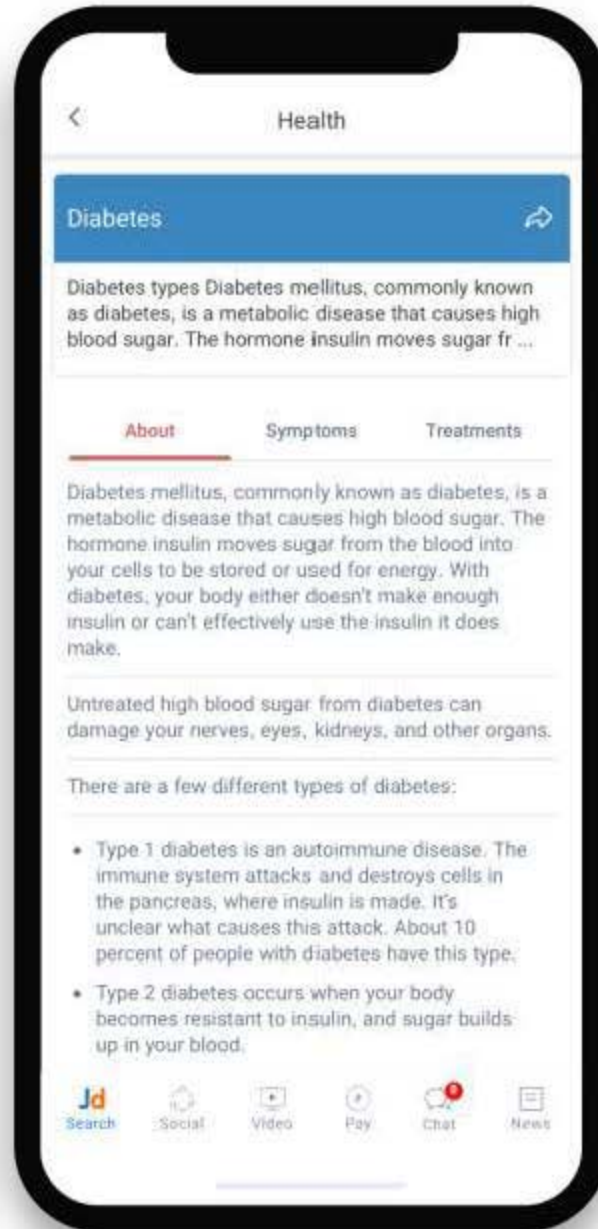 Health
Diabetes
Diabetes types Diabetes mellitus, commonly known
as diabetes, is a metabolic disease that causes high
blood sugar. The hormone insulin moves sugar fr ...
About Symptoms Treatments
Diabetes mellitus, commonly known as diabetes, is a
metabolic disease that causes high blood sugar. The
hormone insulin moves sugar from the blood into
your cells to be stored or used for energy. With
diabetes, your body either doesn't make enough
insulin or can't effectively use the insulin it does
make.
Untreated high blood sugar from diabetes can
damage your nerves, eyes, kidneys, and other organs.
There are a few different types of diabetes:
• Type 1 diabetes is an autoimmune disease. The
immune system attacks and destroys cells in
the pancreas, where insulin is made. It's
unclear what causes this attack. About 10
percent of people with diabetes have this type.
• Type 2 diabetes occurs when your body
becomes resistant to insulin, and sugar builds
up in your blood.
Jd
Search Social Video Pay Chat News